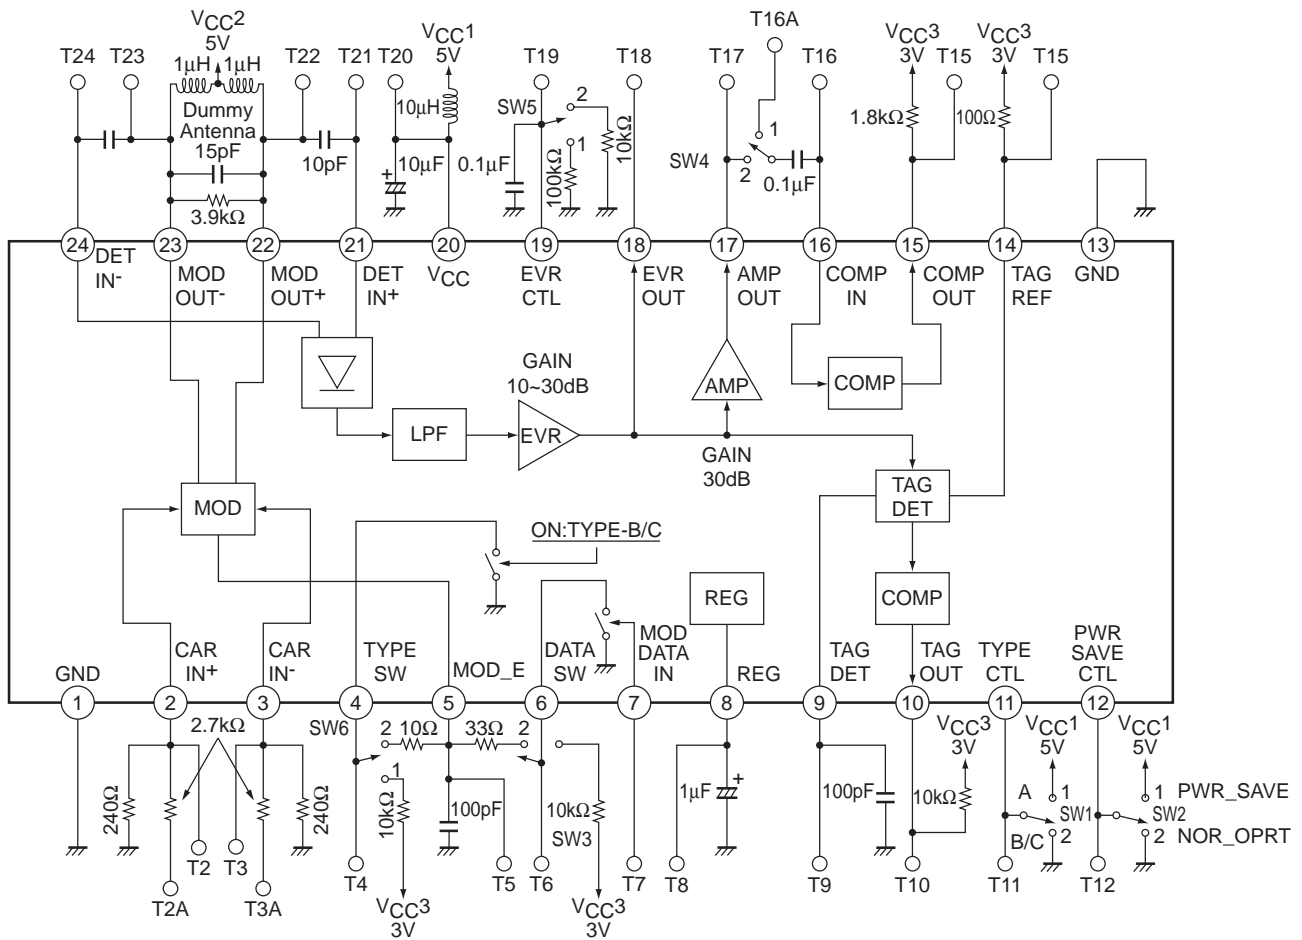 VCC2
5V
1μH 1μH
T24 T23 T22 T21 T20
VCC1
5V
T19 T18 T17 T16A T16
VCC3
3V
T15
VCC3
3V
T15
Dummy
Antenna
15pF
3.9kΩ
10pF
10μH
10μF
0.1μF
SW5
2
1
100kΩ
10kΩ
SW4
1
2
0.1μF
1.8kΩ
100Ω
24 23 22 21 20 19 18 17 16 15 14 13
DET
IN-
MOD
OUT-
MOD
OUT+
DET
IN+
VCC
EVR
CTL
EVR
OUT
AMP
OUT
COMP
IN
COMP
OUT
TAG
REF
GND
GAIN
10~30dB
LPF
EVR
AMP
GAIN
30dB
COMP
MOD
TAG
DET
ON:TYPE-B/C
REG
COMP
GND
CAR
IN+
CAR
IN-
TYPE
SW
MOD_E
DATA
SW
MOD
DATA
IN
REG
TAG
DET
TAG
OUT
TYPE
CTL
PWR
SAVE
CTL
1 2 3 4 5 6 7 8 9 10 11 12
2.7kΩ
240Ω
240Ω
SW6
2
10Ω
33Ω
2
1
10kΩ
100pF
10kΩ
SW3
1μF
100pF
VCC3
3V
10kΩ
VCC1
5V
A
1
SW1
B/C
2
VCC1
5V
1
PWR_SAVE
SW2
2
NOR_OPRT
T2 T3
T2A T3A
T4 T5 T6 T7 T8 T9 T10 T11 T12
VCC3
3V
VCC3
3V